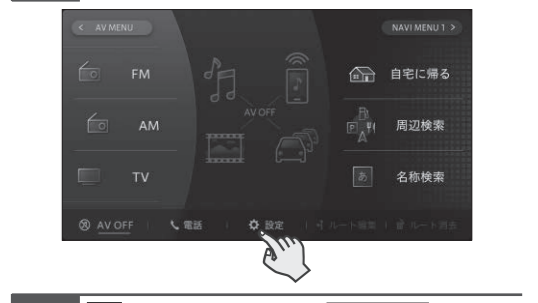 < AV MENU
NAVI MENU 1 >
FM
自宅に帰る
AV OFF
AM
周辺検索
P
TV
あ
名称検索
AV OFF
電話
設定
ルート編集
ルート消去